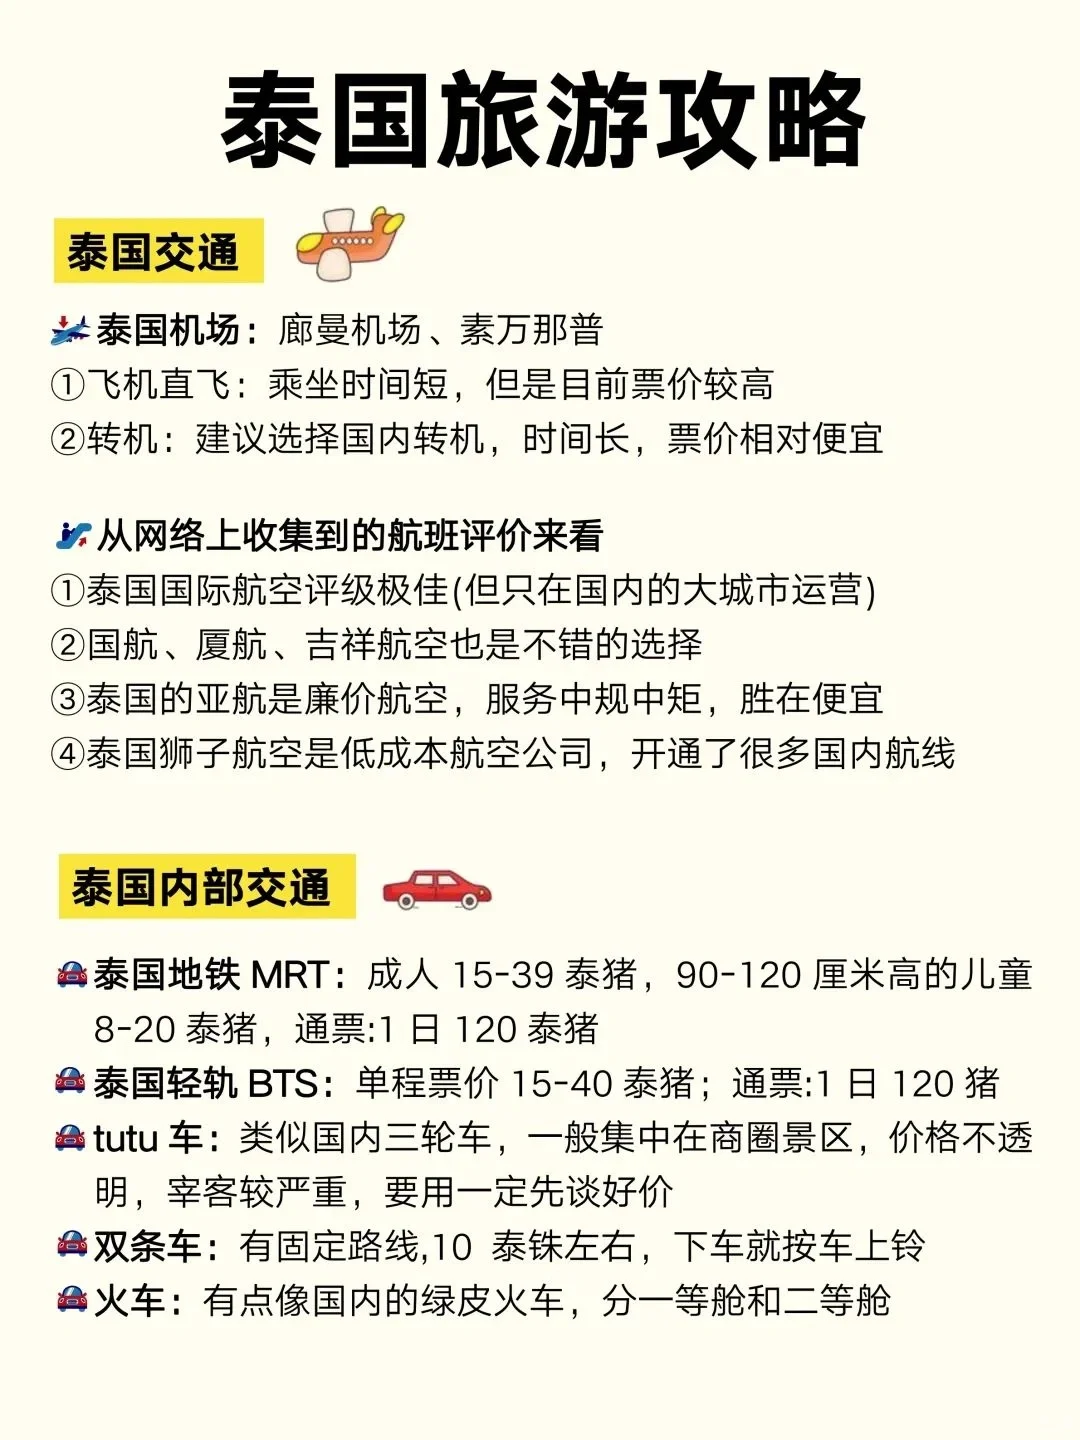 泰国旅游攻略
泰国交通
泰国机场：廊曼机场、素万那普
①飞机直飞：乘坐时间短，但是目前票价较高
②转机：建议选择国内转机，时间长，票价相对便宜
从网络上收集到的航班评价来看
①泰国国际航空评级极佳(但只在国内的大城市运营)
②国航、厦航、吉祥航空也是不错的选择
③泰国的亚航是廉价航空，服务中规中矩，胜在便宜
④泰国狮子航空是低成本航空公司，开通了很多国内航线
泰国内部交通
泰国地铁 MRT：成人 15-39 泰猪，90-120 厘米高的儿童
8-20 泰猪，通票:1 日 120 泰猪
泰国轻轨 BTS：单程票价 15-40 泰猪；通票:1 日 120 猪
tutu 车：类似国内三轮车，一般集中在商圈景区，价格不透
明，宰客较严重，要用一定先谈好价
双条车：有固定路线,10 泰铢左右，下车就按车上铃
火车：有点像国内的绿皮火车，分一等舱和二等舱